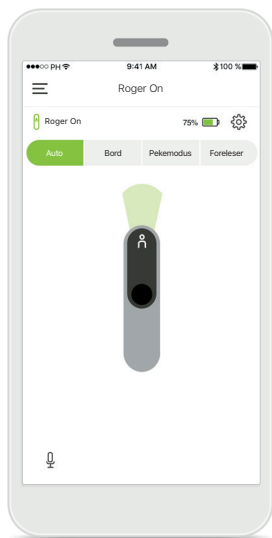 PH 9:41 AM 100 %
Roger On
Roger On 75%
Auto Bord Pekemodus Foreleser